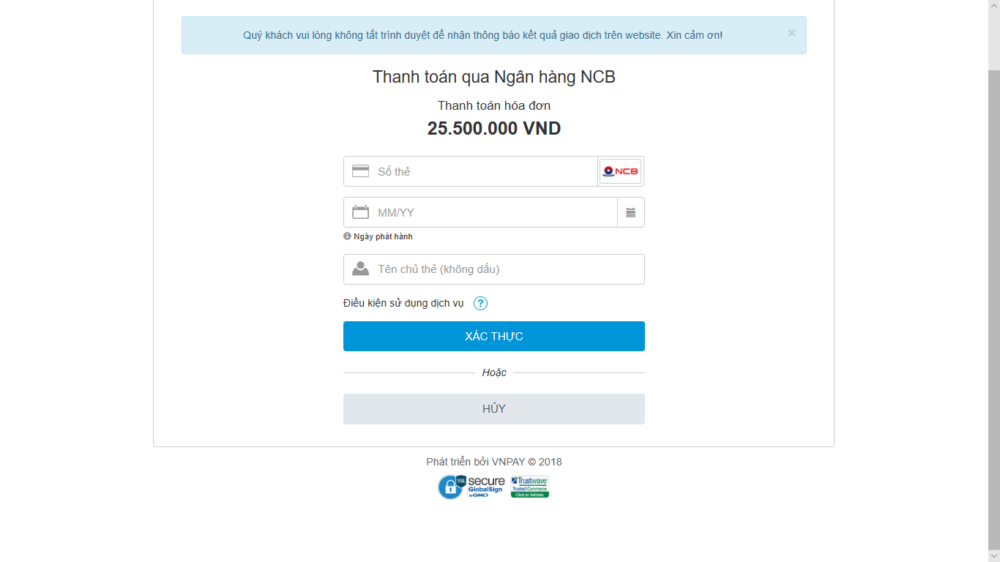 Quý khách vui lòng không tắt trình duyệt để nhận thông báo kết quả giao dịch trên website. Xin cảm ơn! ×
Thanh toán qua Ngân hàng NCB
Thanh toán hóa đơn
25.500.000 VND
Số thẻ NCB
MM/YY
Ngày phát hành
Tên chủ thẻ (không dấu)
Điều kiện sử dụng dịch vụ ?
XÁC THỰC
Hoặc
HỦY
Phát triển bởi VNPAY © 2018
SSL secure GlobalSign by GMO
Trustwave Trusted Commerce Click to Validate